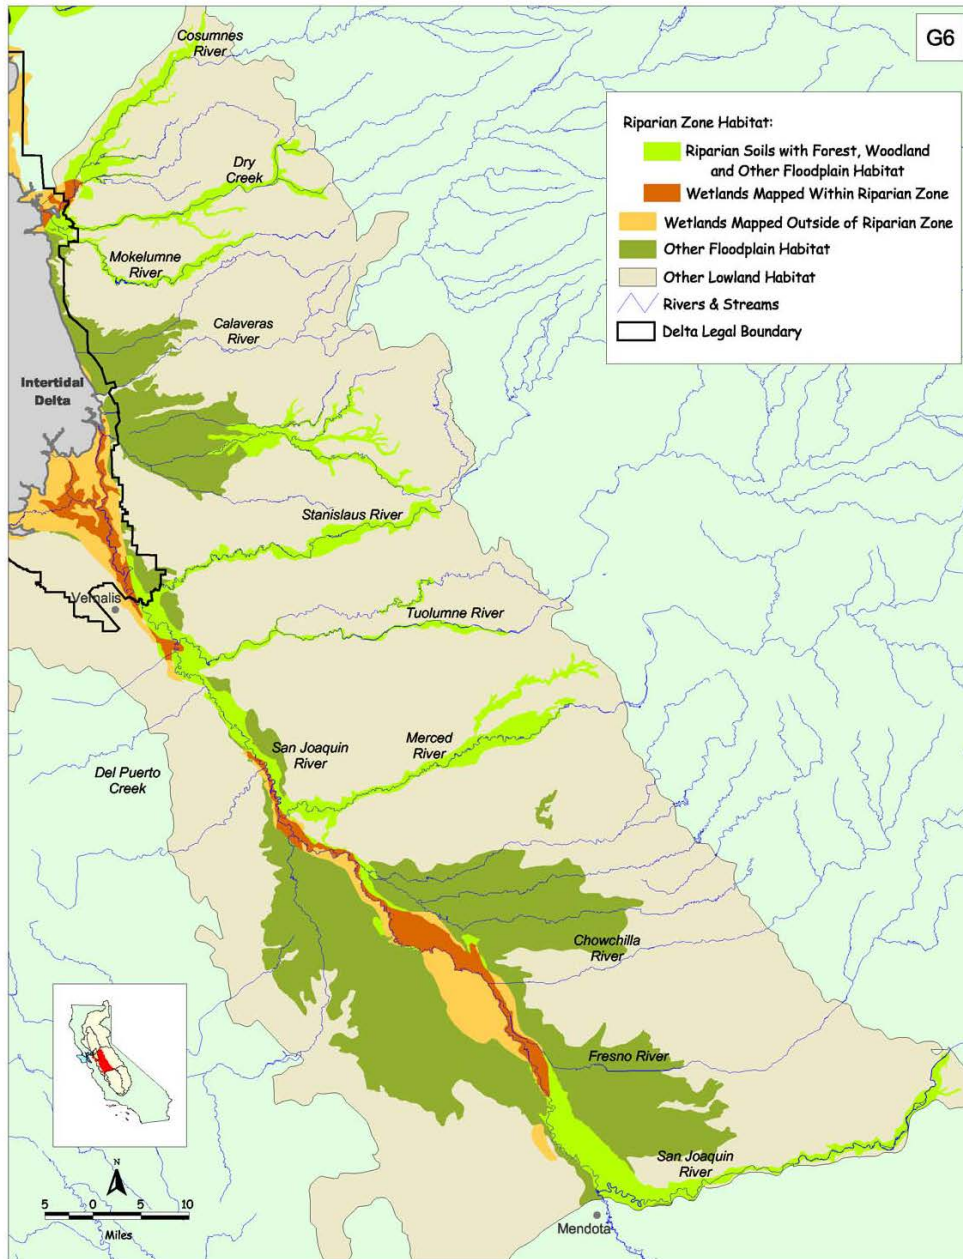 G6
Cosumnes
River
Riparian Zone Habitat:
Riparian Soils with Forest, Woodland
and Other Floodplain Habitat
Wetlands Mapped Within Riparian Zone
Wetlands Mapped Outside of Riparian Zone
Other Floodplain Habitat
Other Lowland Habitat
Rivers & Streams
Delta Legal Boundary
Dry
Creek
Mokelumne
River
Calaveras
River
Intertidal
Delta
Stanislaus River
Vernalis
Tuolumne River
San Joaquin
River
Merced
River
Del Puerto
Creek
Chowchilla
River
Fresno River
San Joaquin
River
Mendota
N
5 0 5 10
Miles